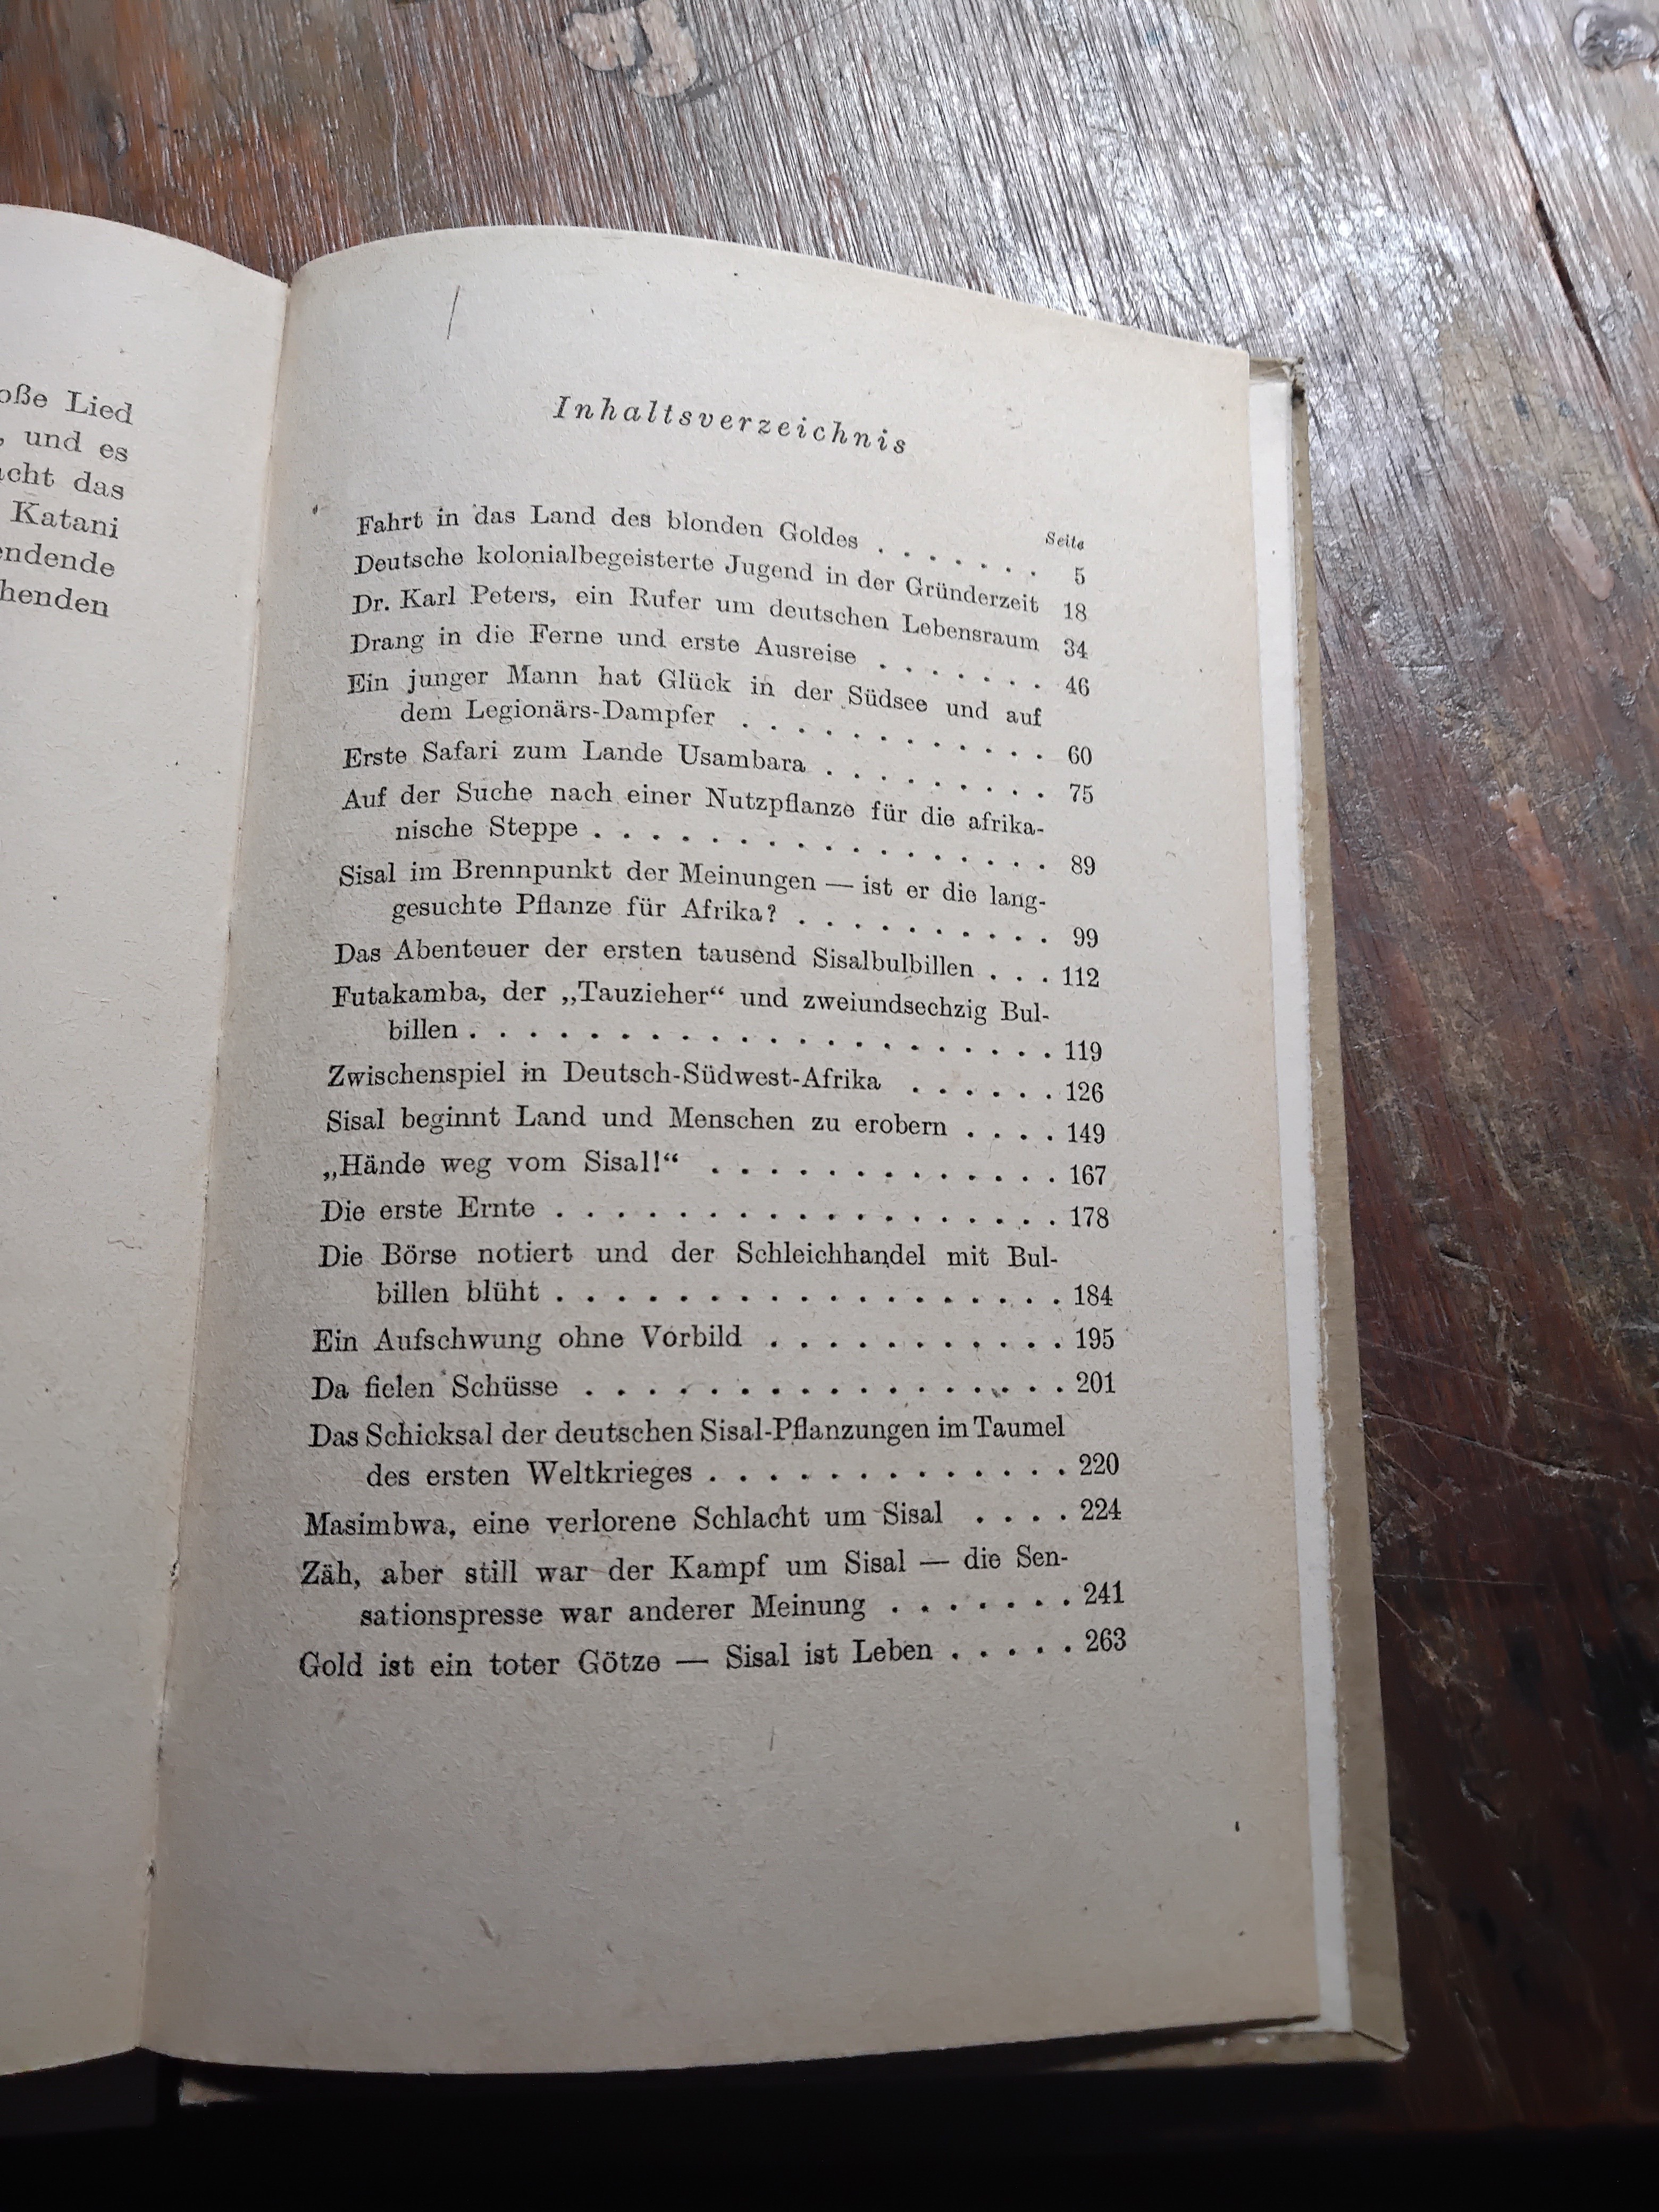 oße Lied
, und es
das
Katani
endende
henden
Inhaltsverzeichnis
Seite
Fahrt in das Land des blonden Goldes . . . . . . . 5
Deutsche kolonialbegeisterte Jugend in der Gründerzeit 18
Dr. Karl Peters, ein Rufer um deutschen Lebensraum 34
Drang in die Ferne und erste Ausreise . . . . . . . 46
Ein junger Mann hat Glück in der Südsee und auf
dem Legionärs-Dampfer . . . . . . . . . . . . 60
Erste Safari zum Lande Usambara . . . . . . . . . 75
Auf der Suche nach einer Nutzpflanze für die afrika-
nische Steppe . . . . . . . . . . . . . . . . 89
Sisal im Brennpunkt der Meinungen — ist er die lang-
gesuchte Pflanze für Afrika? . . . . . . . . . . 99
Das Abenteuer der ersten tausend Sisalbulbillen . . . 112
Futakamba, der „Tauzieher“ und zweiundsechzig Bul-
billen . . . . . . . . . . . . . . . . . . . . 119
Zwischenspiel in Deutsch-Südwest-Afrika . . . . . . 126
Sisal beginnt Land und Menschen zu erobern . . . . 149
„Hände weg vom Sisal!“ . . . . . . . . . . . . . 167
Die erste Ernte . . . . . . . . . . . . . . . . . 178
Die Börse notiert und der Schleichhandel mit Bul-
billen blüht . . . . . . . . . . . . . . . . . 184
Ein Aufschwung ohne Vorbild . . . . . . . . . . . 195
Da fielen Schüsse . . . . . . . . . . . . . . . . 201
Das Schicksal der deutschen Sisal-Pflanzungen im Taumel
des ersten Weltkrieges . . . . . . . . . . . . . 220
Masimbwa, eine verlorene Schlacht um Sisal . . . . 224
Zäh, aber still war der Kampf um Sisal — die Sen-
sationspresse war anderer Meinung . . . . . . . 241
Gold ist ein toter Götze — Sisal ist Leben . . . . . 263